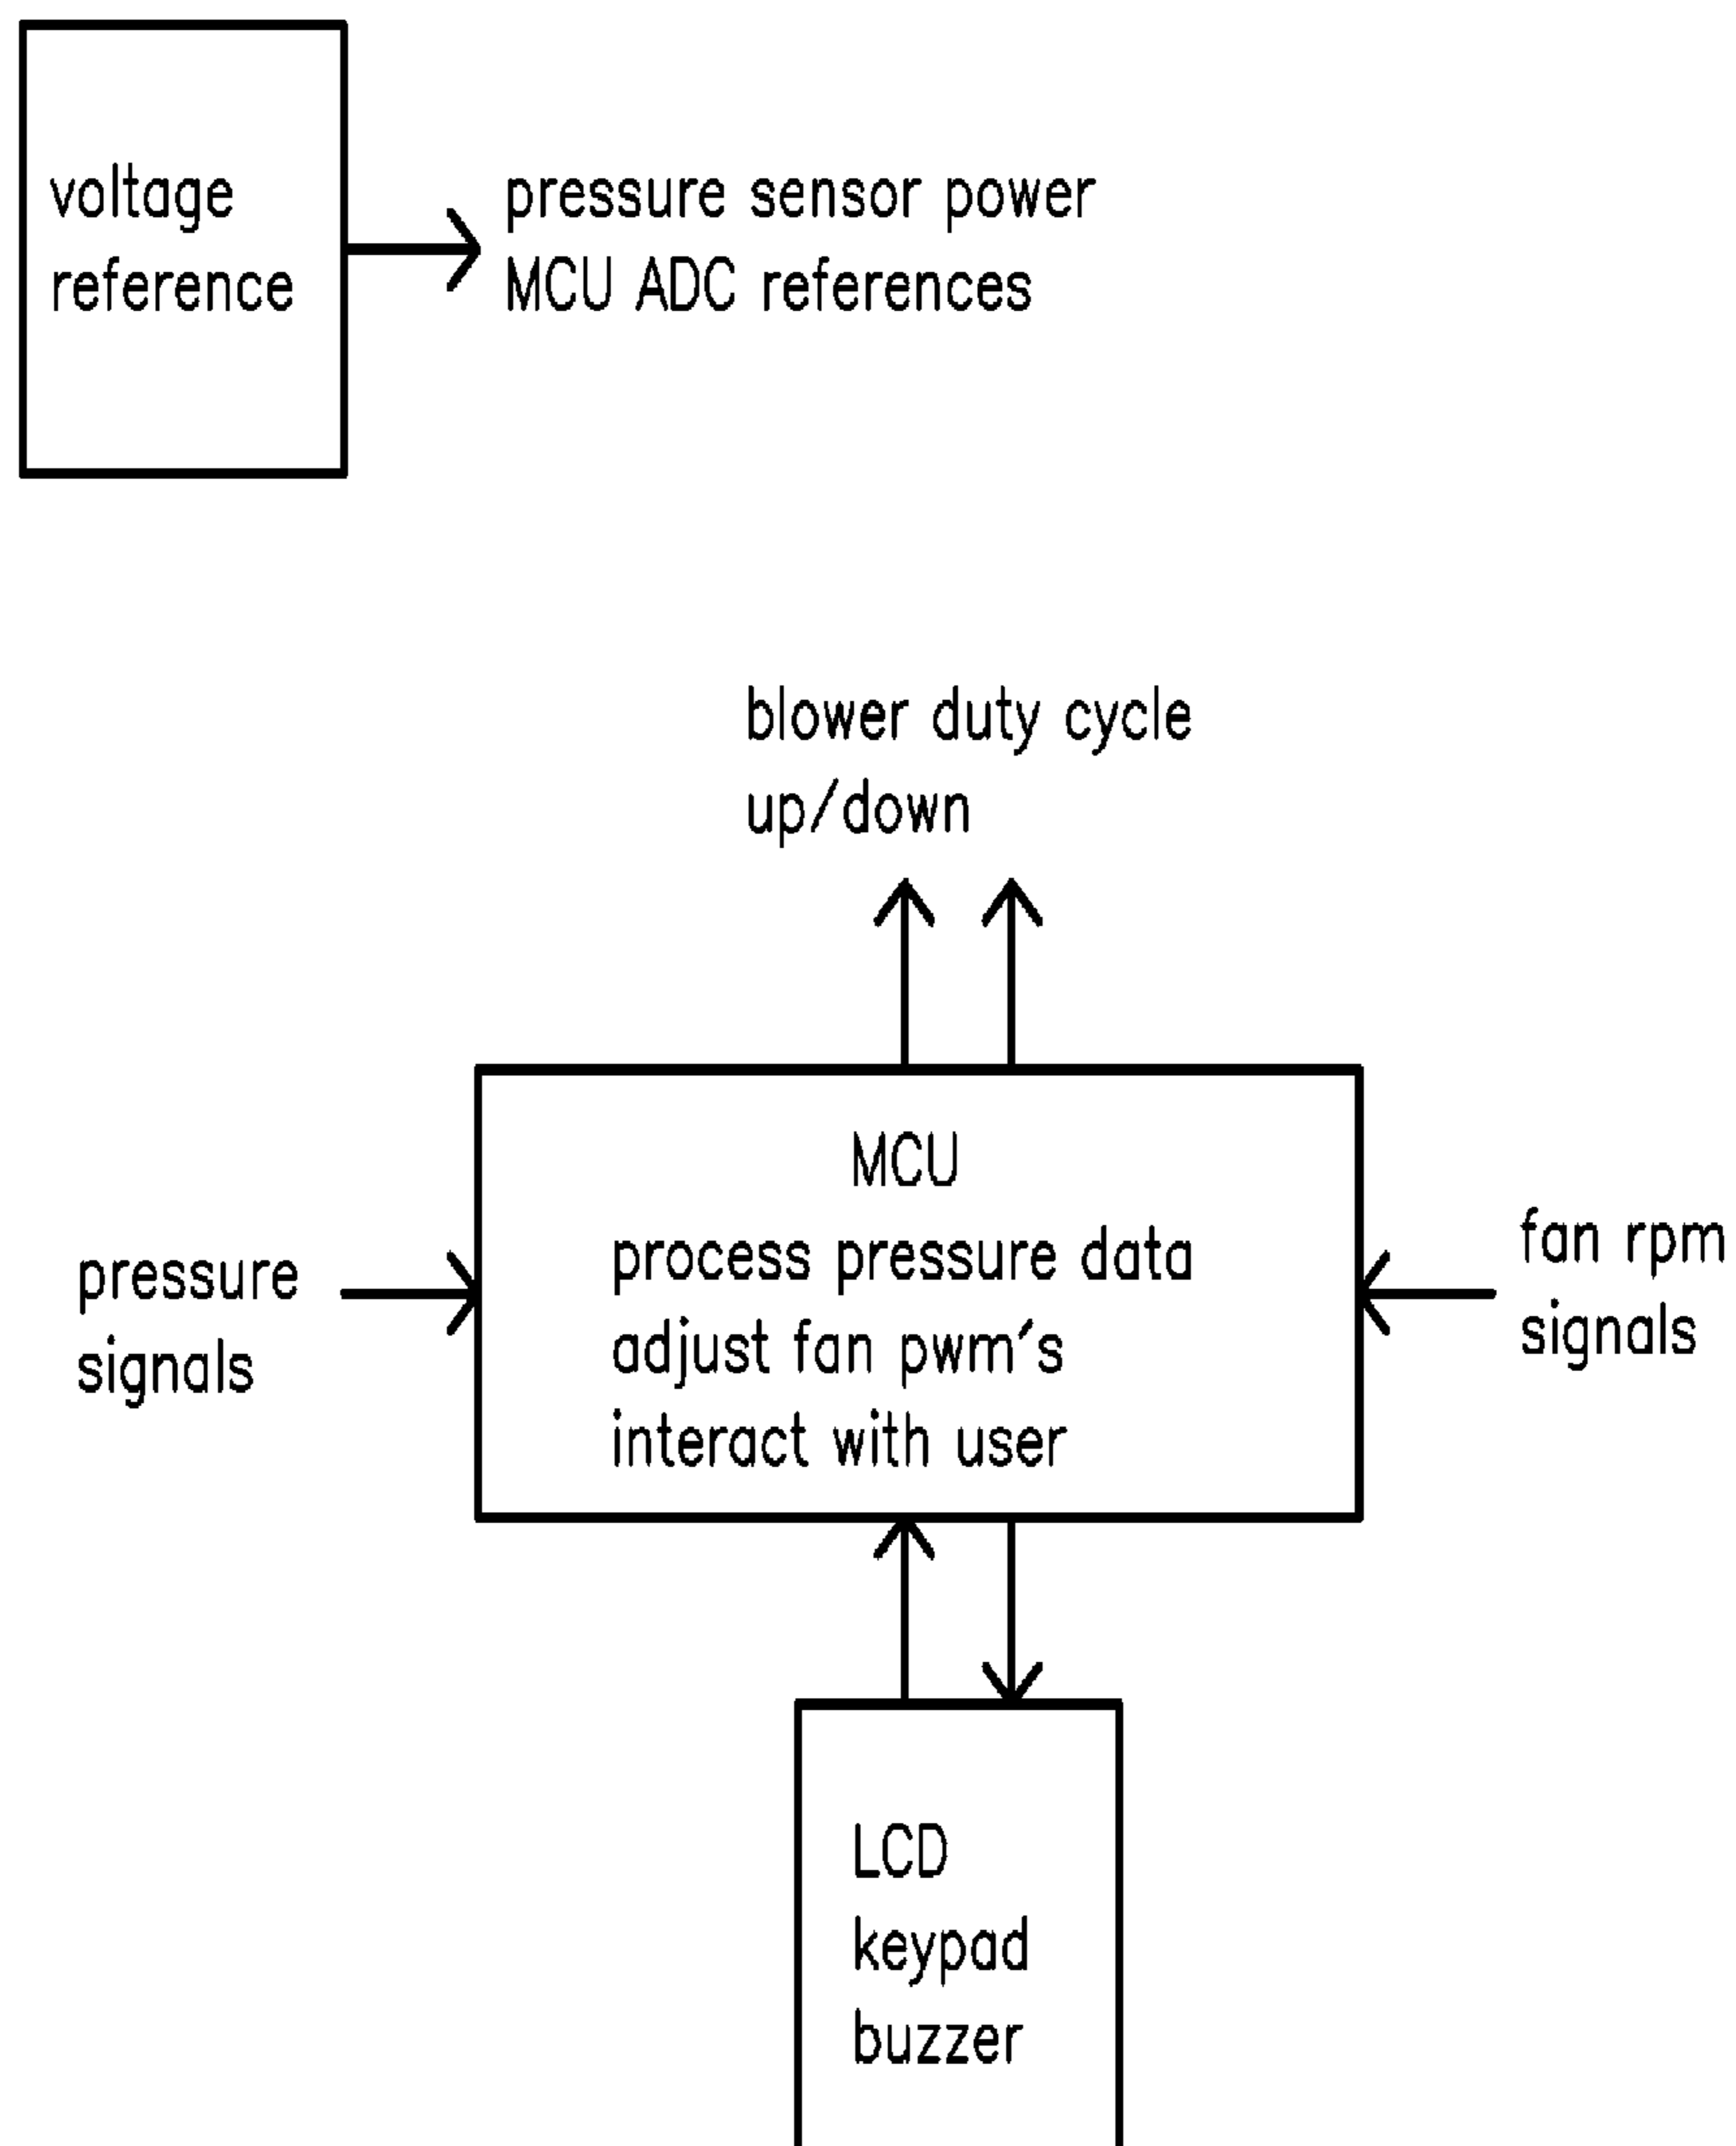 voltage
reference
pressure sensor power
MCU ADC references
blower duty cycle
up/down
MCU
process pressure data
adjust fan pwm's
interact with user
pressure
signals
fan rpm
signals
LCD
keypad
buzzer